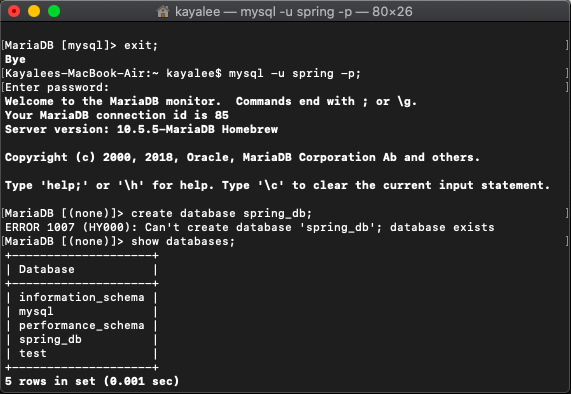 kayalee — mysql -u spring -p — 80×26
[MariaDB [mysql]> exit; ]
Bye
[Kayalees-MacBook-Air:~ kayalee$ mysql -u spring -p; ]
[Enter password: ]
Welcome to the MariaDB monitor.  Commands end with ; or \g.
Your MariaDB connection id is 85
Server version: 10.5.5-MariaDB Homebrew
Copyright (c) 2000, 2018, Oracle, MariaDB Corporation Ab and others.
Type 'help;' or '\h' for help. Type '\c' to clear the current input statement.
[MariaDB [(none)]> create database spring_db; ]
ERROR 1007 (HY000): Can't create database 'spring_db'; database exists
[MariaDB [(none)]> show databases; ]
+--------------------+
| Database           |
+--------------------+
| information_schema |
| mysql              |
| performance_schema |
| spring_db          |
| test               |
+--------------------+
5 rows in set (0.001 sec)